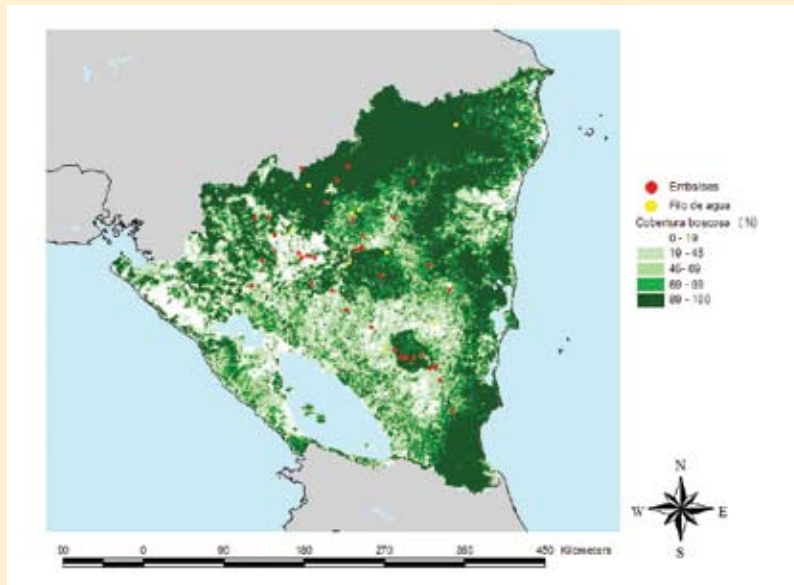 Embalses
Filo de agua
Cobertura boscosa (%)
0 - 19
19 - 45
45- 69
69 - 89
89 - 100
N
W E
S
90 0 90 180 270 360 450 Kilometers